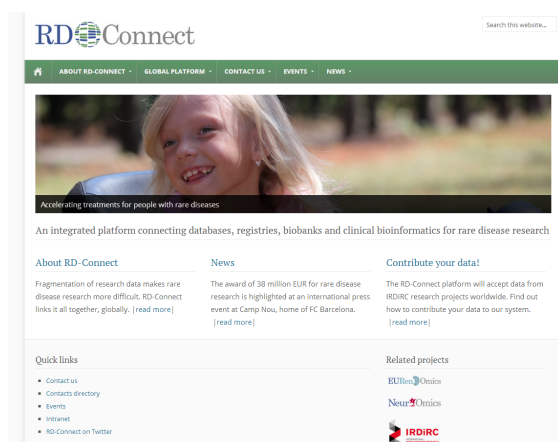 RD Connect
Search this website...
ABOUT RD-CONNECT
GLOBAL PLATFORM
CONTACT US
EVENTS
NEWS
Accelerating treatments for people with rare diseases
An integrated platform connecting databases, registries, biobanks and clinical bioinformatics for rare disease research
About RD-Connect
Fragmentation of research data makes rare
disease research more difficult. RD-Connect
links it all together, globally. |read more|
News
The award of 38 million EUR for rare disease
research is highlighted at an international press
event at Camp Nou, home of FC Barcelona.
|read more|
Contribute your data!
The RD-Connect platform will accept data from
IRDiRC research projects worldwide. Find out
how to contribute your data to our system.
|read more|
Quick links
Contact us
Contacts directory
Events
Intranet
RD-Connect on Twitter
Related projects
EURenOmics
NeurOmics
IRDiRC